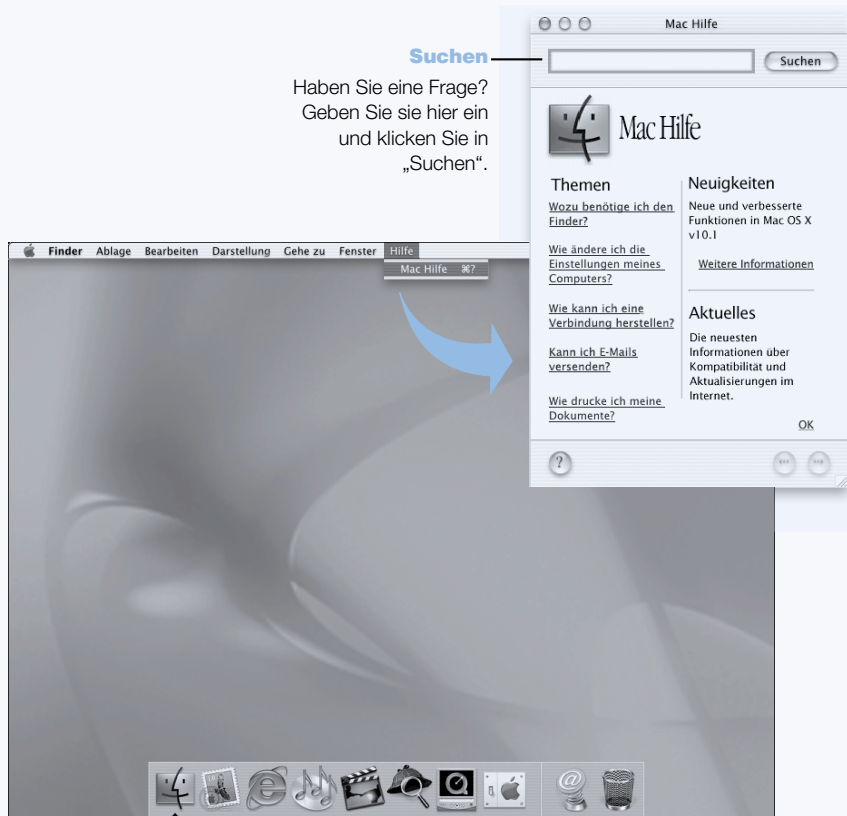 Mac Hilfe
Suchen
Suchen
Haben Sie eine Frage?
Geben Sie sie hier ein
und klicken Sie in
„Suchen“.
Mac Hilfe
Themen
Wozu benötige ich den
Finder?
Wie ändere ich die
Einstellungen meines
Computers?
Wie kann ich eine
Verbindung herstellen?
Kann ich E-Mails
versenden?
Wie drucke ich meine
Dokumente?
Neuigkeiten
Neue und verbesserte
Funktionen in Mac OS X
v10.1
Weitere Informationen
Aktuelles
Die neuesten
Informationen über
Kompatibilität und
Aktualisierungen im
Internet.
OK
?
Finder Ablage Bearbeiten Darstellung Gehe zu Fenster Hilfe
Mac Hilfe ⌘?
@